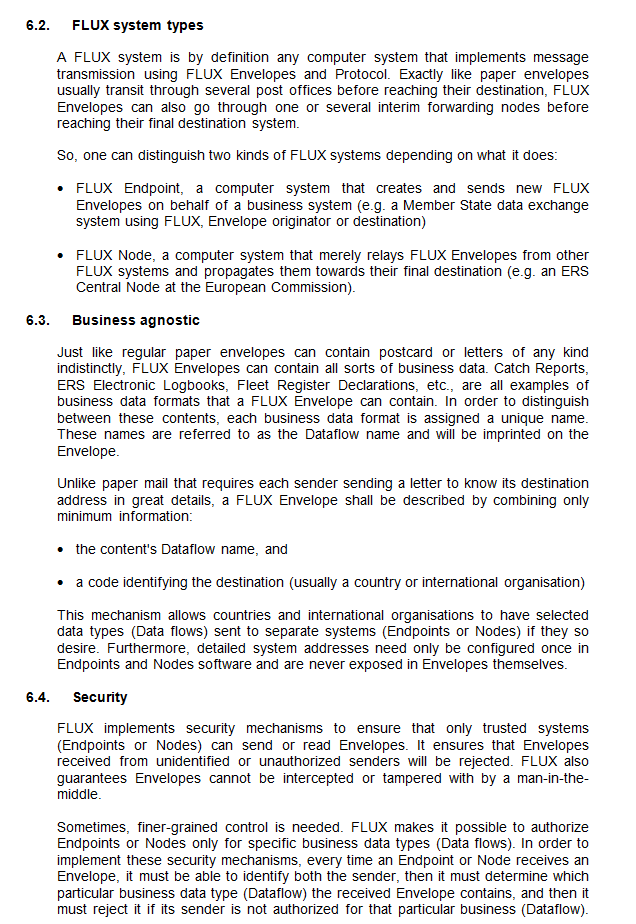 6.2. FLUX system types
A FLUX system is by definition any computer system that implements message
transmission using FLUX Envelopes and Protocol. Exactly like paper envelopes
usually transit through several post offices before reaching their destination, FLUX
Envelopes can also go through one or several interim forwarding nodes before
reaching their final destination system.
So, one can distinguish two kinds of FLUX systems depending on what it does:
• FLUX Endpoint, a computer system that creates and sends new FLUX
Envelopes on behalf of a business system (e.g. a Member State data exchange
system using FLUX, Envelope originator or destination)
• FLUX Node, a computer system that merely relays FLUX Envelopes from other
FLUX systems and propagates them towards their final destination (e.g. an ERS
Central Node at the European Commission).
6.3. Business agnostic
Just like regular paper envelopes can contain postcard or letters of any kind
indistinctly, FLUX Envelopes can contain all sorts of business data. Catch Reports,
ERS Electronic Logbooks, Fleet Register Declarations, etc., are all examples of
business data formats that a FLUX Envelope can contain. In order to distinguish
between these contents, each business data format is assigned a unique name.
These names are referred to as the Dataflow name and will be imprinted on the
Envelope.
Unlike paper mail that requires each sender sending a letter to know its destination
address in great details, a FLUX Envelope shall be described by combining only
minimum information:
• the content's Dataflow name, and
• a code identifying the destination (usually a country or international organisation)
This mechanism allows countries and international organisations to have selected
data types (Data flows) sent to separate systems (Endpoints or Nodes) if they so
desire. Furthermore, detailed system addresses need only be configured once in
Endpoints and Nodes software and are never exposed in Envelopes themselves.
6.4. Security
FLUX implements security mechanisms to ensure that only trusted systems
(Endpoints or Nodes) can send or read Envelopes. It ensures that Envelopes
received from unidentified or unauthorized senders will be rejected. FLUX also
guarantees Envelopes cannot be intercepted or tampered with by a man-in-the-
middle.
Sometimes, finer-grained control is needed. FLUX makes it possible to authorize
Endpoints or Nodes only for specific business data types (Data flows). In order to
implement these security mechanisms, every time an Endpoint or Node receives an
Envelope, it must be able to identify both the sender, then it must determine which
particular business data type (Dataflow) the received Envelope contains, and then it
must reject it if its sender is not authorized for that particular business (Dataflow).